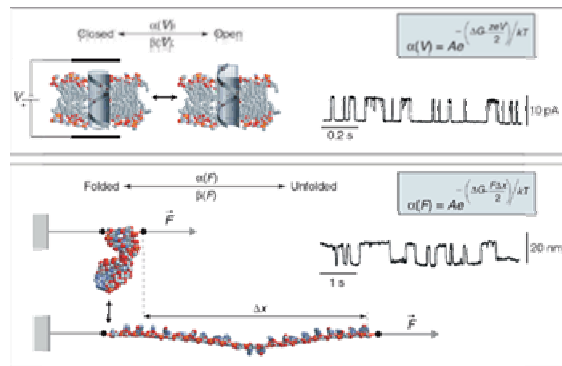 α(V)
Closed Open
β(V)
V
α(V) = Ae^-(ΔG-zeV/2)/kT
10 pA
0.2 s
α(F)
Folded Unfolded
β(F)
F
α(F) = Ae^-(ΔG-FΔx/2)/kT
20 nm
1 s
Δx
F